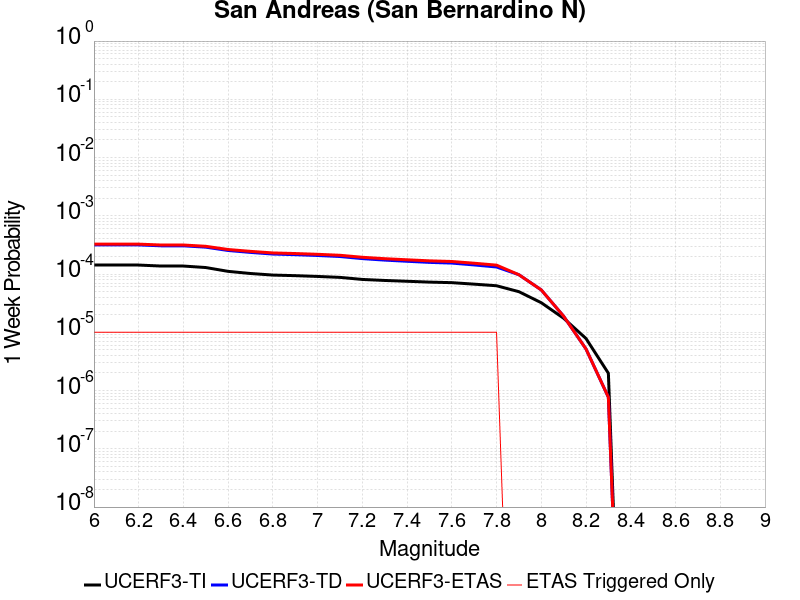 San Andreas (San Bernardino N)
10^0
10^-1
10^-2
10^-3
10^-4
10^-5
10^-6
10^-7
10^-8
1 Week Probability
6 6.2 6.4 6.6 6.8 7 7.2 7.4 7.6 7.8 8 8.2 8.4 8.6 8.8 9
Magnitude
UCERF3-TI UCERF3-TD UCERF3-ETAS ETAS Triggered Only